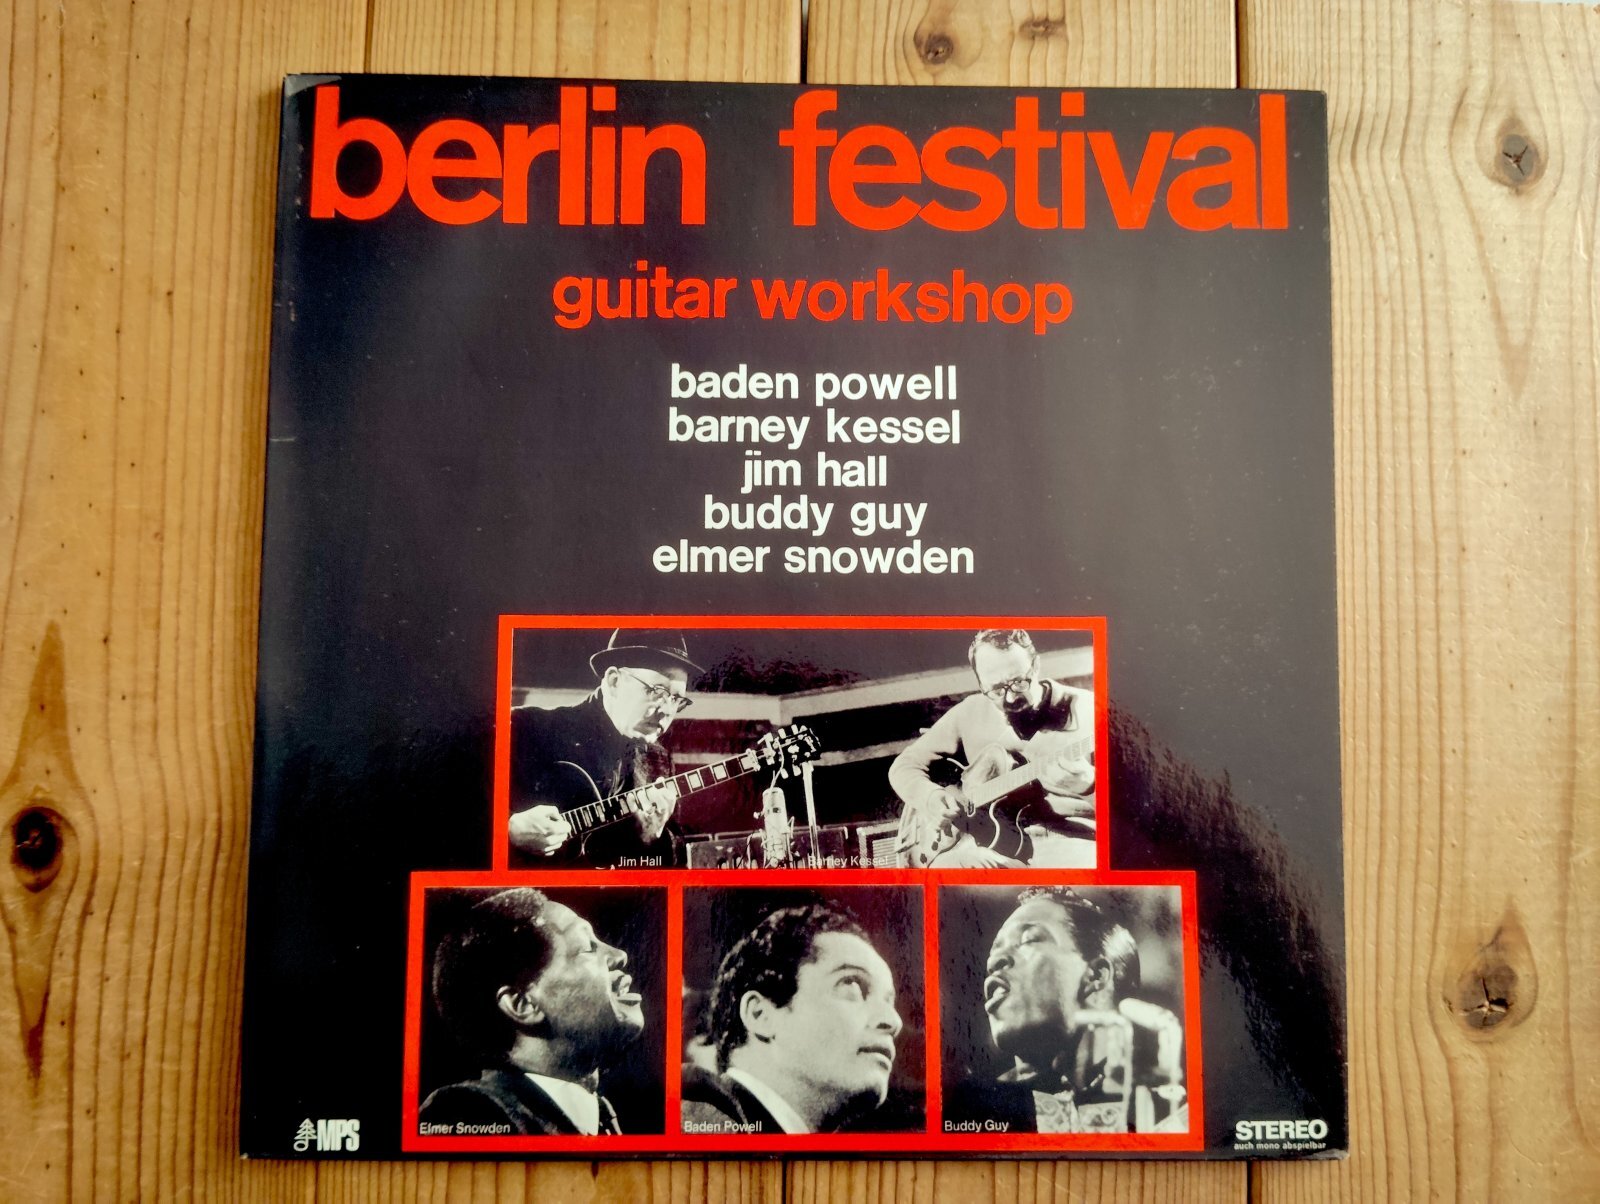 berlin festival
guitar workshop
baden powell
barney kessel
jim hall
buddy guy
elmer snowden
Jim Hall
Barney Kessel
Elmer Snowden
Baden Powell
Buddy Guy
MPS
STEREO
auch mono abspielbar